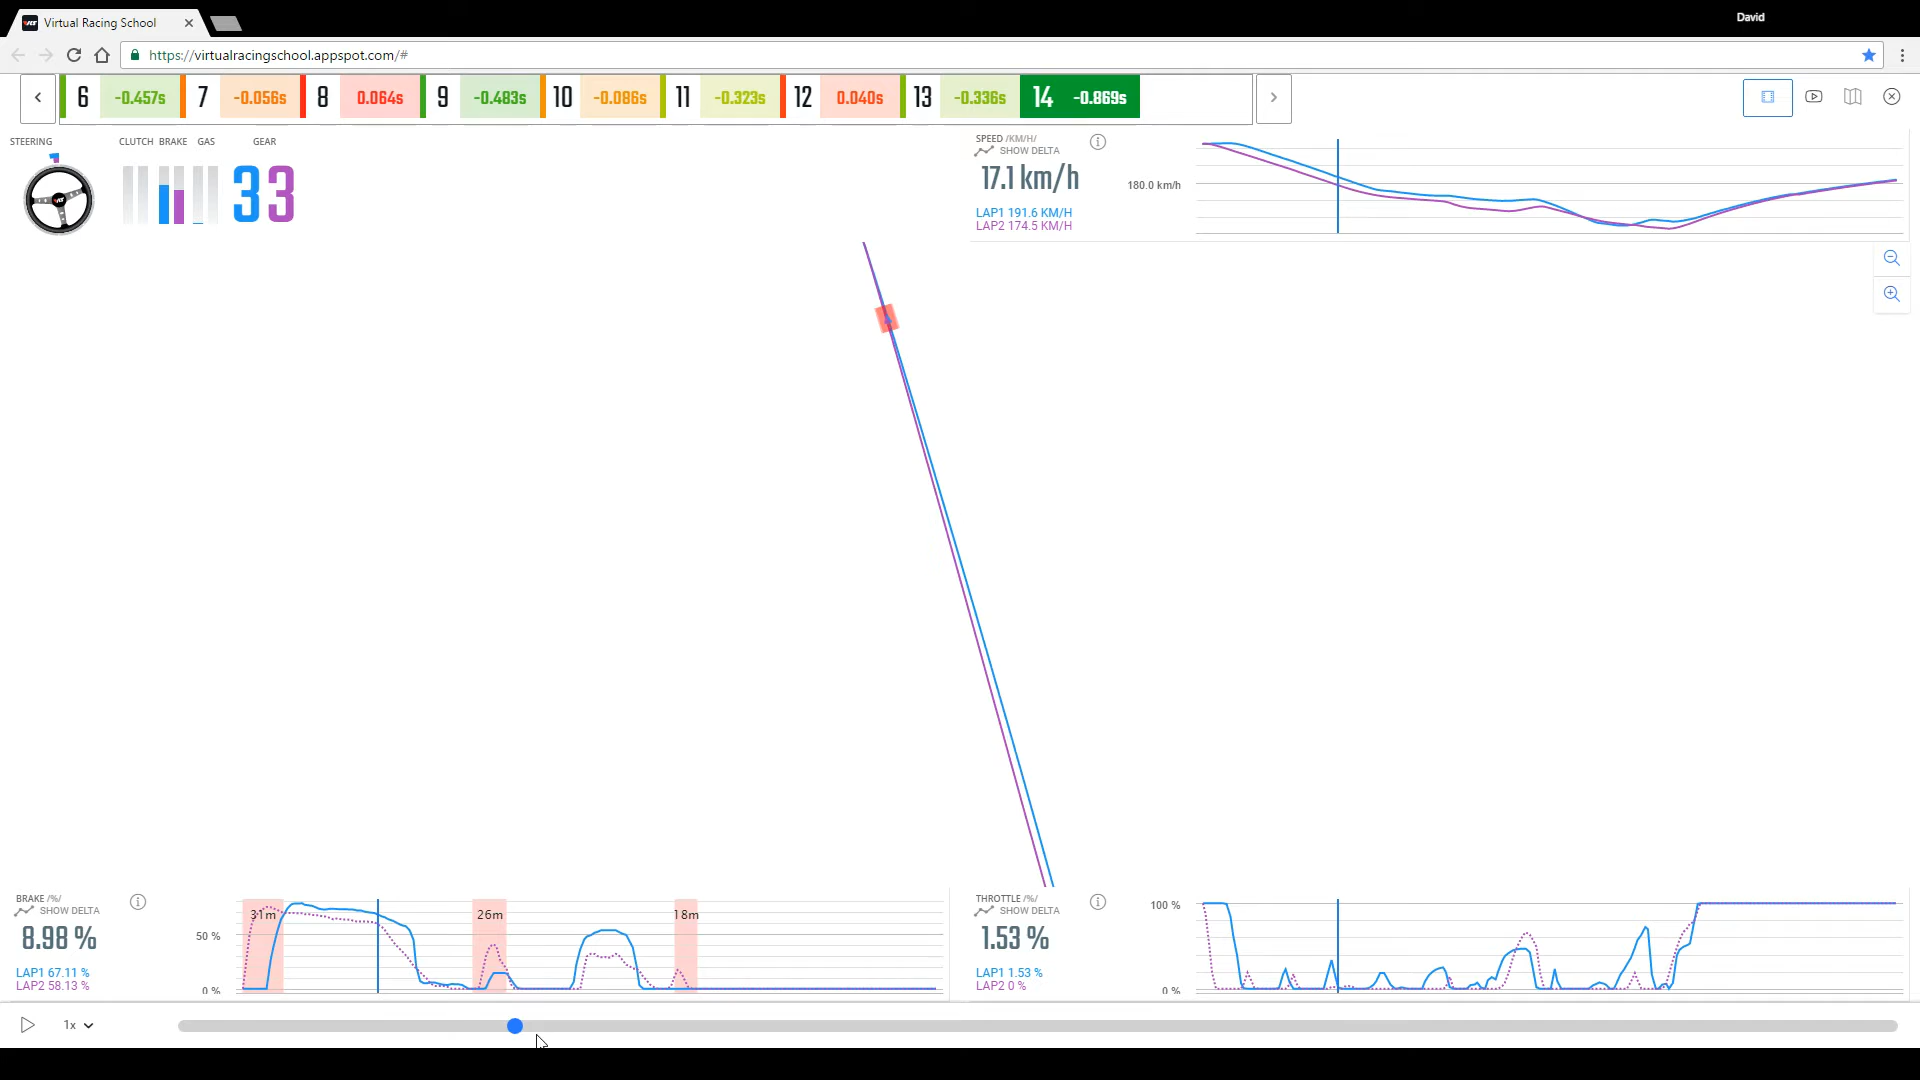 David
Virtual Racing School
https://virtualracingschool.appspot.com/#
6 -0.457s 7 -0.056s 8 0.064s 9 -0.483s 10 -0.086s 11 -0.323s 12 0.040s 13 -0.336s 14 -0.869s
STEERING CLUTCH BRAKE GAS GEAR
3 3
SPEED /KM/H/
SHOW DELTA
17.1 km/h
180.0 km/h
LAP1 191.6 KM/H
LAP2 174.5 KM/H
BRAKE /%/
SHOW DELTA
8.98 %
LAP1 67.11 %
LAP2 58.13 %
50 %
0 %
31m 26m 18m
THROTTLE /%/
SHOW DELTA
1.53 %
LAP1 1.53 %
LAP2 0 %
100 %
0 %
1x